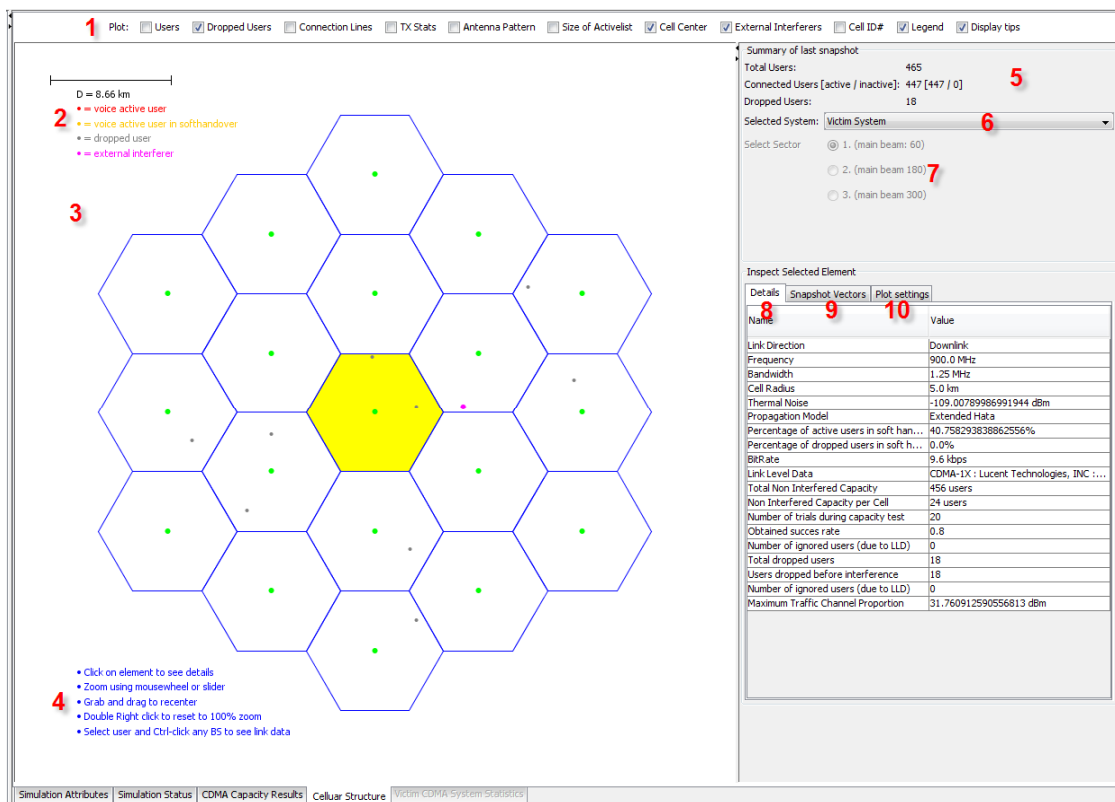 1 Plot: Users Dropped Users Connection Lines TX Stats Antenna Pattern Size of Activelist Cell Center External Interferers Cell ID# Legend Display tips
D = 8.66 km
2
• = voice active user
• = voice active user in softhandover
• = dropped user
• = external interferer
3
4
• Click on element to see details
• Zoom using mousewheel or slider
• Grab and drag to recenter
• Double Right click to reset to 100% zoom
• Select user and Ctrl-click any BS to see link data
Summary of last snapshot
Total Users: 465
Connected Users [active / inactive]: 447 [447 / 0]
Dropped Users: 18
5
Selected System: Victim System
6
Select Sector 1. (main beam: 60)
2. (main beam 180)
3. (main beam 300)
7
Inspect Selected Element
Details Snapshot Vectors Plot settings
8 9 10
Name Value
Link Direction Downlink
Frequency 900.0 MHz
Bandwidth 1.25 MHz
Cell Radius 5.0 km
Thermal Noise -109.00789986991944 dBm
Propagation Model Extended Hata
Percentage of active users in soft han... 40.758293838862556%
Percentage of dropped users in soft h... 0.0%
BitRate 9.6 kbps
Link Level Data CDMA-1X : Lucent Technologies, INC :...
Total Non Interfered Capacity 456 users
Non Interfered Capacity per Cell 24 users
Number of trials during capacity test 20
Obtained succes rate 0.8
Number of ignored users (due to LLD) 0
Total dropped users 18
Users dropped before interference 18
Number of ignored users (due to LLD) 0
Maximum Traffic Channel Proportion 31.760912590556813 dBm
Simulation Attributes Simulation Status CDMA Capacity Results Celluar Structure Victim CDMA System Statistics